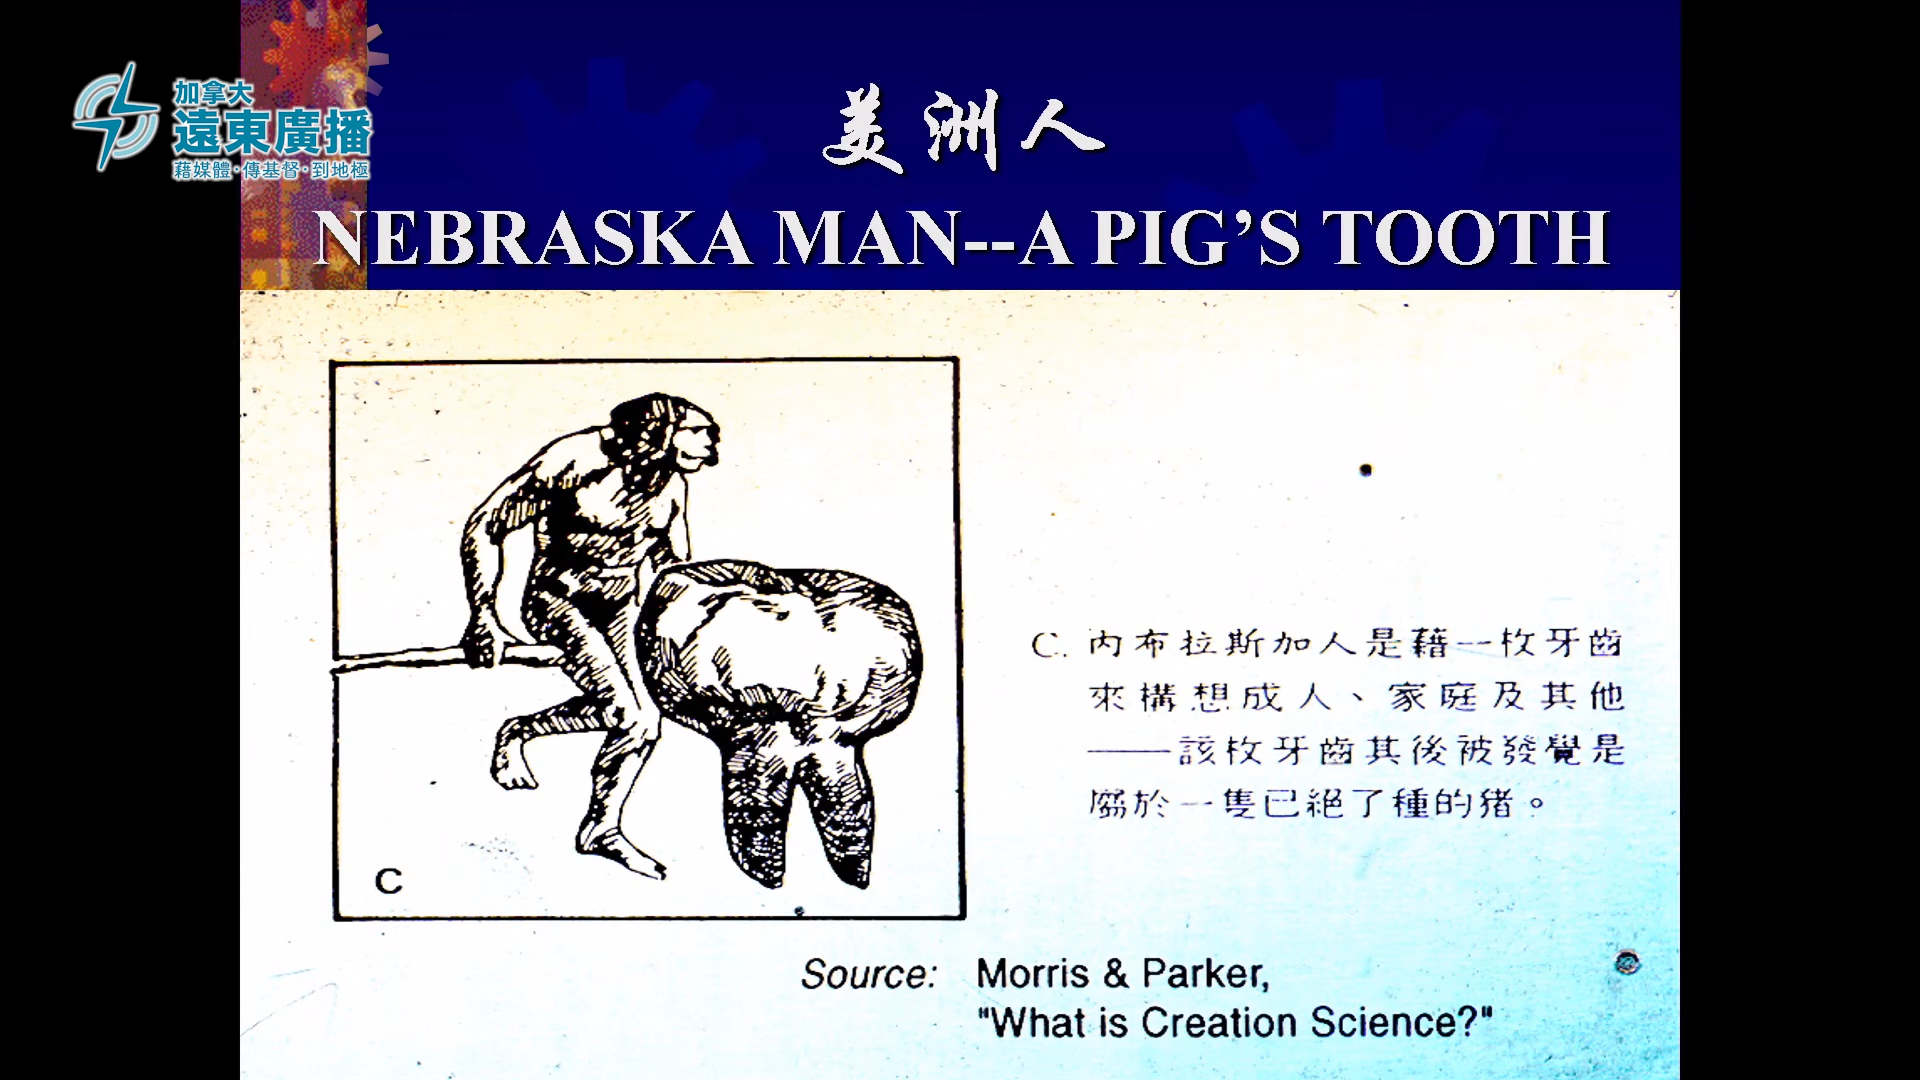 加拿大
遠東廣播
藉媒體·傳基督·到地極
美洲人
NEBRASKA MAN--A PIG'S TOOTH
C. 內布拉斯加人是藉一枚牙齒
來構想成人、家庭及其他
——該枚牙齒其後被發覺是
屬於一隻已絕了種的猪。
C
Source: Morris & Parker,
"What is Creation Science?"